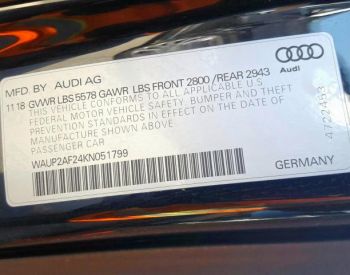 MFD. BY AUDI AG
Audi
11 18 GVWR LBS 5578 GAWR LBS FRONT 2800 / REAR 2943
THIS VEHICLE CONFORMS TO ALL APPLICABLE U S
FEDERAL MOTOR VEHICLE SAFETY, BUMPER AND THEFT
STANDARDS IN EFFECT ON THE DATE OF
MANUFACTURE SHOWN ABOVE
PASSENGER CAR
WAUP2AF24KN051799
GERMANY